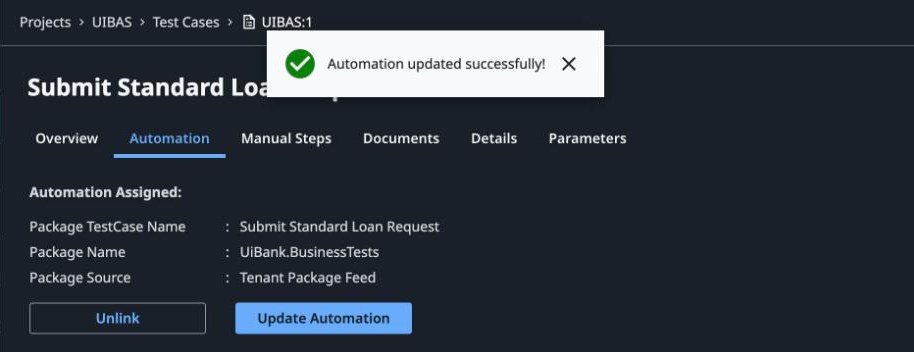 Projects > UIBAS > Test Cases > UIBAS:1
Automation updated successfully!
Submit Standard
Overview Automation Manual Steps Documents Details Parameters
Automation Assigned:
Package TestCase Name : Submit Standard Loan Request
Package Name : UiBank.BusinessTests
Package Source : Tenant Package Feed
Unlink Update Automation